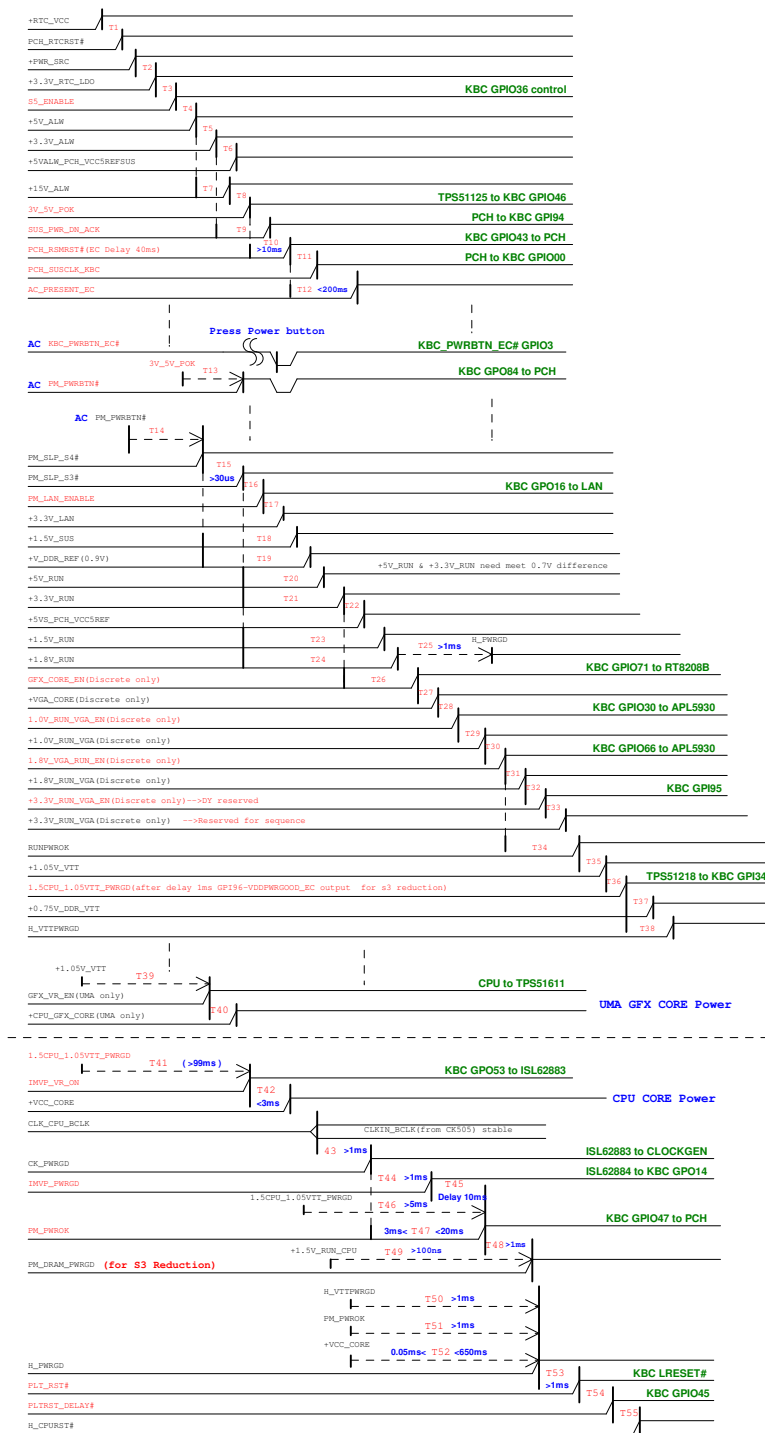 +RTC_VCC
T1
PCH_RTCRST#
+PWR_SRC
T2
+3.3V_RTC_LDO
T3
KBC GPIO36 control
S5_ENABLE
T4
+5V_ALW
T5
+3.3V_ALW
T6
+5VALW_PCH_VCC5REFSUS
+15V_ALW
T7
T8
TPS51125 to KBC GPIO46
3V_5V_POK
PCH to KBC GPI94
SUS_PWR_DN_ACK
T9
T10
KBC GPIO43 to PCH
PCH_RSMRST#(EC Delay 40ms)
>10ms
T11
PCH to KBC GPIO00
PCH_SUSCLK_KBC
AC_PRESENT_EC
T12 <200ms
Press Power button
AC KBC_PWRBTN_EC#
KBC_PWRBTN_EC# GPIO3
3V_5V_POK
T13
KBC GPO84 to PCH
AC PM_PWRBTN#
AC PM_PWRBTN#
T14
PM_SLP_S4#
T15
PM_SLP_S3#
>30us
T16
KBC GPO16 to LAN
PM_LAN_ENABLE
T17
+3.3V_LAN
+1.5V_SUS
T18
+V_DDR_REF(0.9V)
T19
+5V_RUN & +3.3V_RUN need meet 0.7V difference
+5V_RUN
T20
+3.3V_RUN
T21
T22
+5VS_PCH_VCC5REF
+1.5V_RUN
T23
T25 >1ms
H_PWRGD
+1.8V_RUN
T24
KBC GPIO71 to RT8208B
GFX_CORE_EN(Discrete only)
T26
T27
+VGA_CORE(Discrete only)
T28
KBC GPIO30 to APL5930
1.0V_RUN_VGA_EN(Discrete only)
T29
+1.0V_RUN_VGA(Discrete only)
T30
KBC GPIO66 to APL5930
1.8V_VGA_RUN_EN(Discrete only)
T31
+1.8V_RUN_VGA(Discrete only)
T32
KBC GPI95
+3.3V_RUN_VGA_EN(Discrete only)-->DY reserved
T33
+3.3V_RUN_VGA(Discrete only) -->Reserved for sequence
RUNPWROK
T34
+1.05V_VTT
T35
TPS51218 to KBC GPI34
1.5CPU_1.05VTT_PWRGD(after delay 1ms GPI96-VDDPWRGOOD_EC output for s3 reduction)
T36
+0.75V_DDR_VTT
T37
H_VTTPWRGD
T38
+1.05V_VTT
T39
CPU to TPS51611
GFX_VR_EN(UMA only)
UMA GFX CORE Power
T40
+CPU_GFX_CORE(UMA only)
1.5CPU_1.05VTT_PWRGD
T41 (>99ms)
KBC GPO53 to ISL62883
IMVP_VR_ON
T42
+VCC_CORE
<3ms
CPU CORE Power
CLK_CPU_BCLK
CLKIN_BCLK(from CK505) stable
43 >1ms
ISL62883 to CLOCKGEN
CK_PWRGD
T44 >1ms
ISL62884 to KBC GPO14
IMVP_PWRGD
T45
1.5CPU_1.05VTT_PWRGD
T46 >5ms
Delay 10ms
KBC GPIO47 to PCH
PM_PWROK
3ms< T47 <20ms
T48 >1ms
+1.5V_RUN_CPU
T49 >100ns
PM_DRAM_PWRGD (for S3 Reduction)
H_VTTPWRGD
T50 >1ms
PM_PWROK
T51 >1ms
+VCC_CORE
0.05ms< T52 <650ms
H_PWRGD
T53
KBC LRESET#
PLT_RST#
>1ms
T54
KBC GPIO45
PLTRST_DELAY#
T55
H_CPURST#